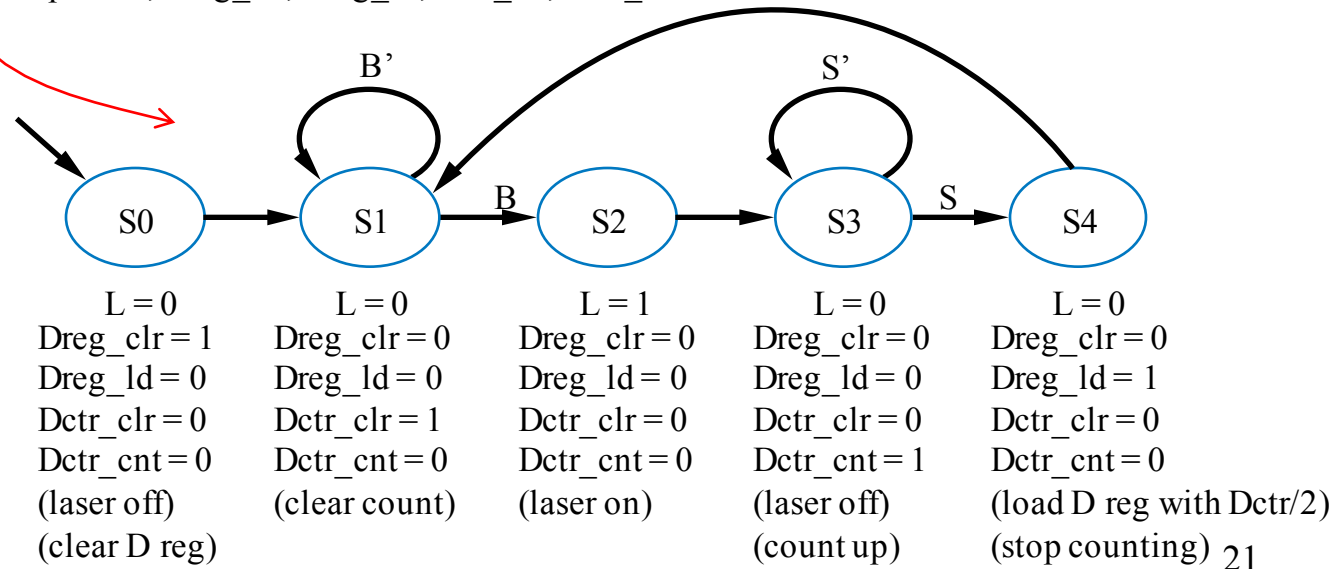 B’
S’
S0
S1
B
S2
S3
S
S4
L = 0
Dreg_clr = 1
Dreg_ld = 0
Dctr_clr = 0
Dctr_cnt = 0
(laser off)
(clear D reg)
L = 0
Dreg_clr = 0
Dreg_ld = 0
Dctr_clr = 1
Dctr_cnt = 0
(clear count)
L = 1
Dreg_clr = 0
Dreg_ld = 0
Dctr_clr = 0
Dctr_cnt = 0
(laser on)
L = 0
Dreg_clr = 0
Dreg_ld = 0
Dctr_clr = 0
Dctr_cnt = 1
(laser off)
(count up)
L = 0
Dreg_clr = 0
Dreg_ld = 1
Dctr_clr = 0
Dctr_cnt = 0
(load D reg with Dctr/2)
(stop counting)
21